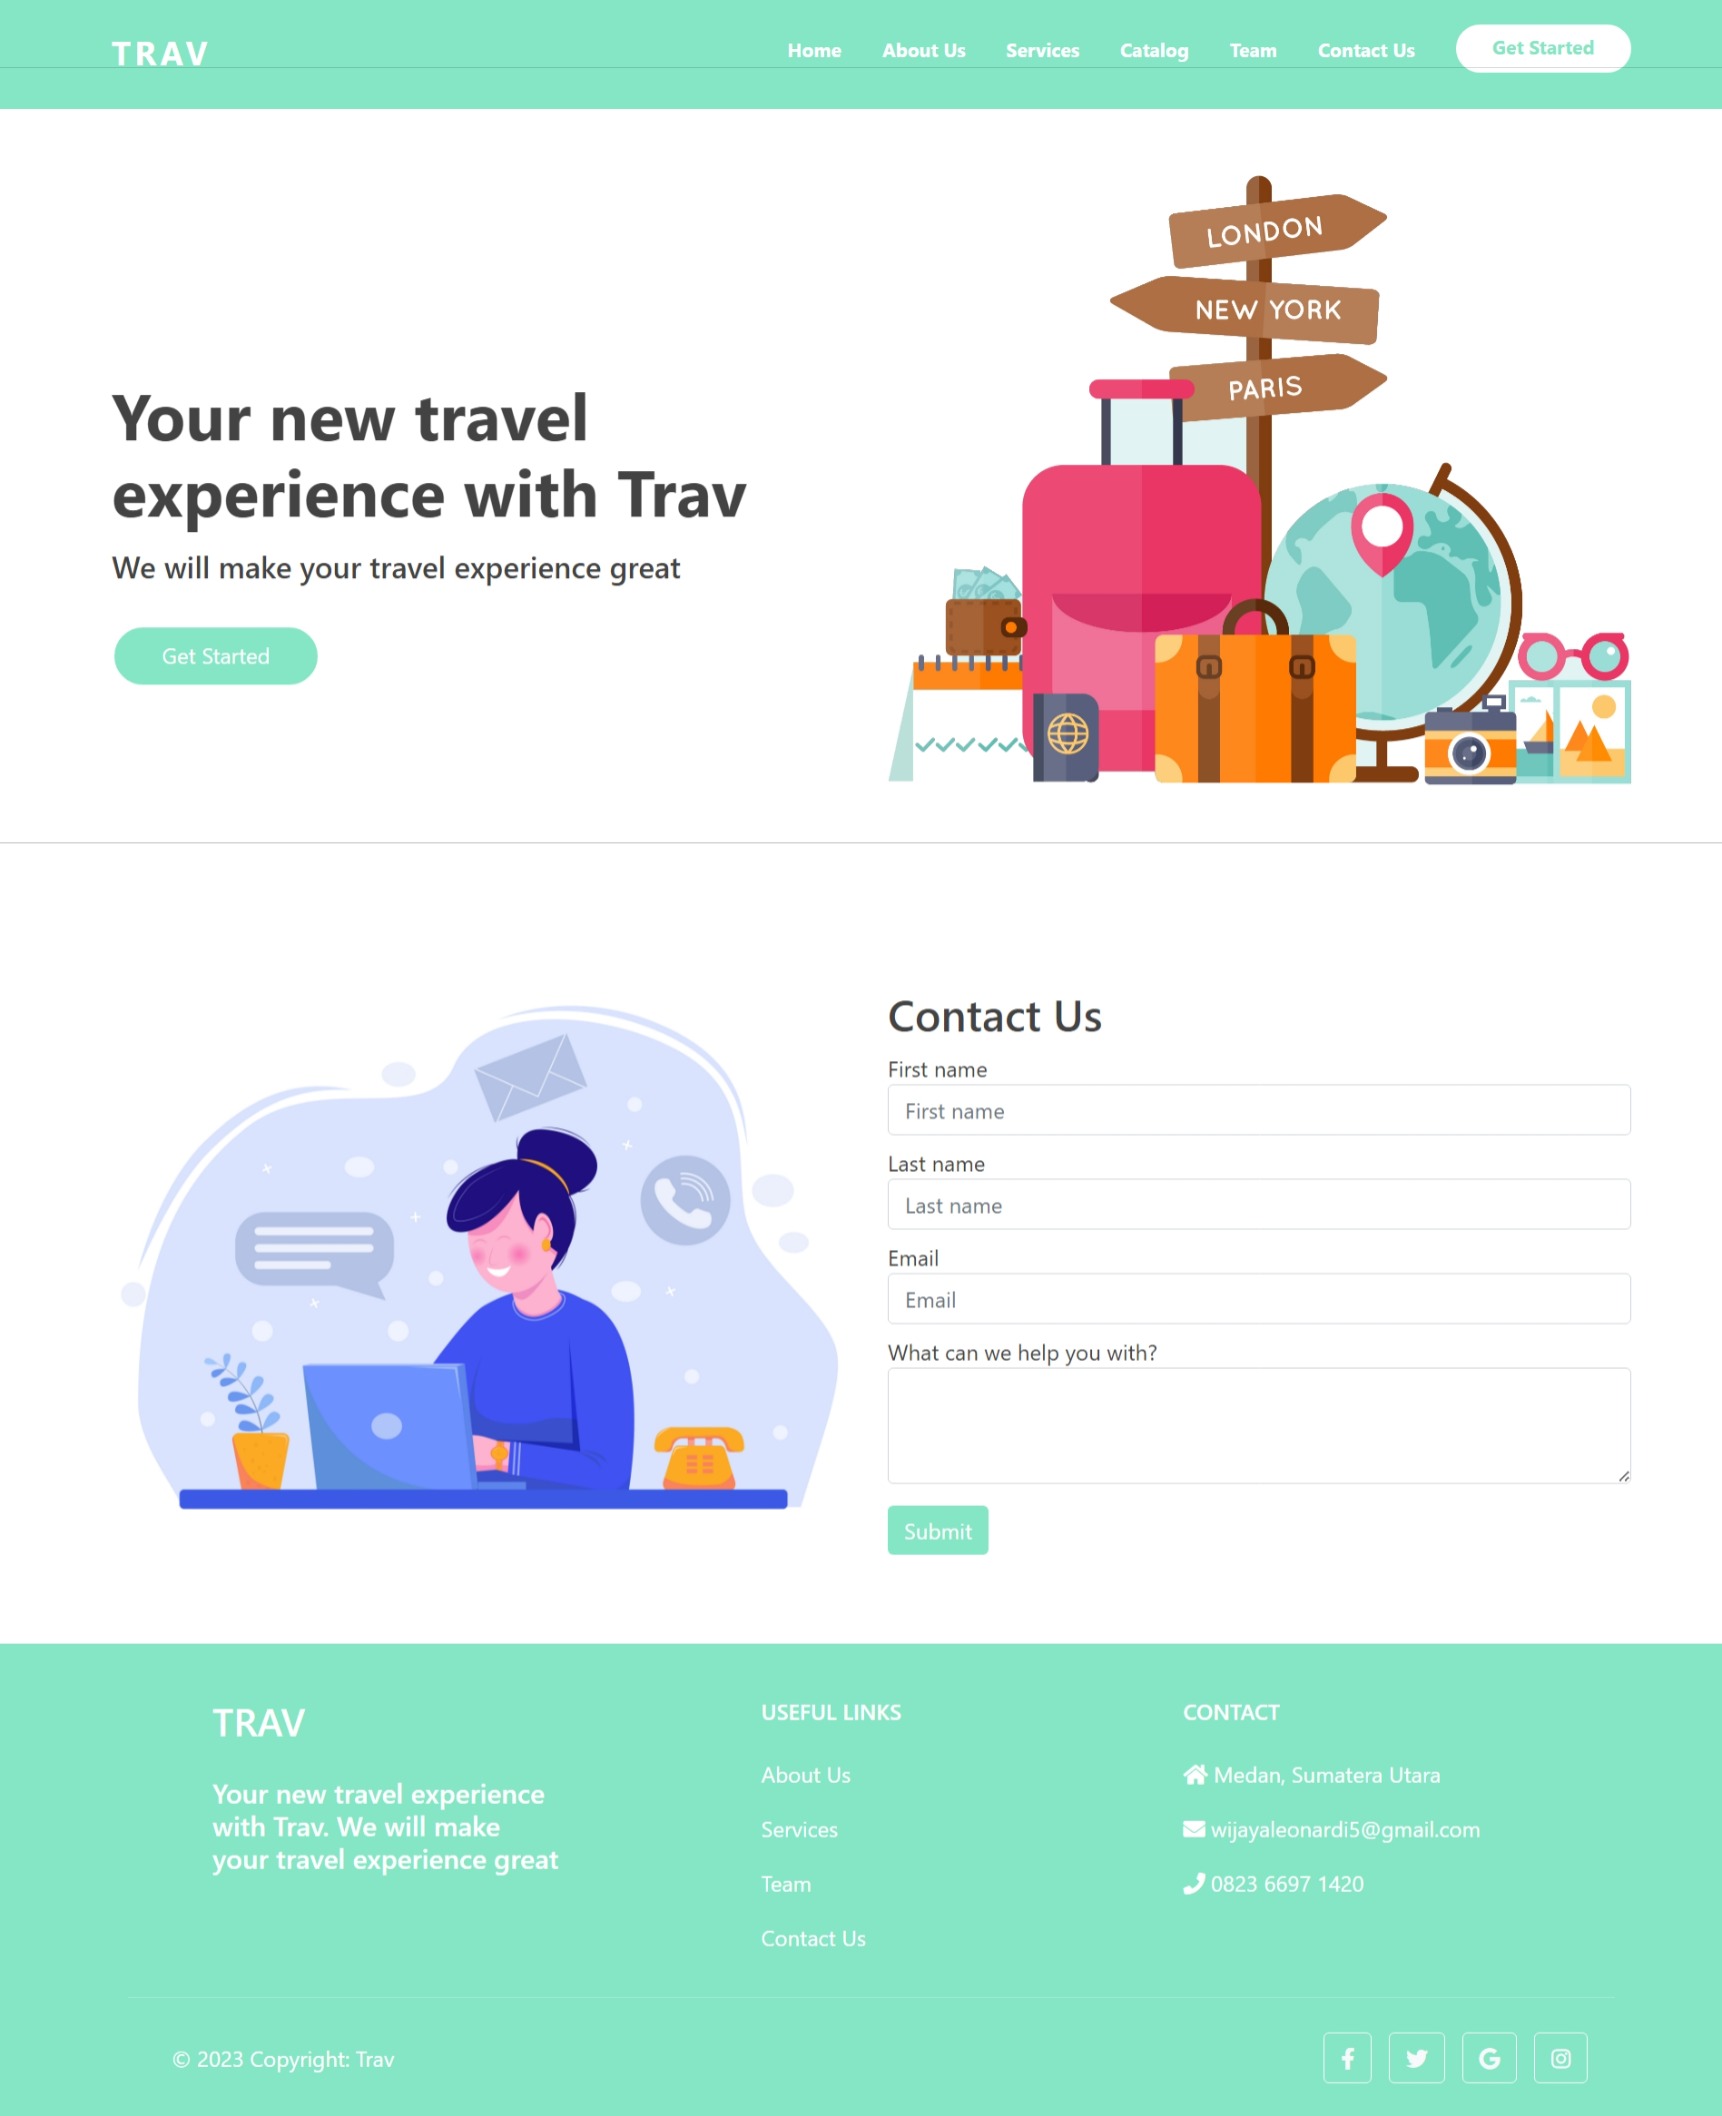 TRAV
Home About Us Services Catalog Team Contact Us Get Started
LONDON
NEW YORK
PARIS
Your new travel
experience with Trav
We will make your travel experience great
Get Started
Contact Us
First name
First name
Last name
Last name
Email
Email
What can we help you with?
Submit
TRAV
Your new travel experience
with Trav. We will make
your travel experience great
USEFUL LINKS
About Us
Services
Team
Contact Us
CONTACT
Medan, Sumatera Utara
wijayaleonardi5@gmail.com
0823 6697 1420
© 2023 Copyright: Trav